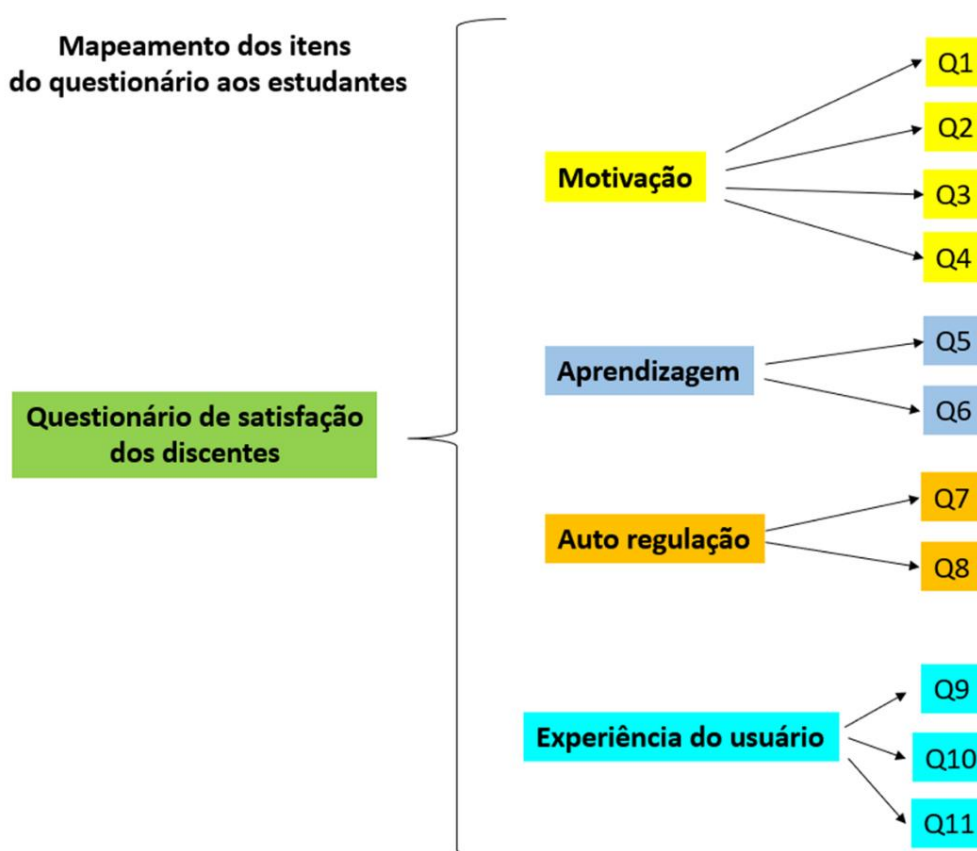 Mapeamento dos itens
do questionário aos estudantes
Questionário de satisfação
dos discentes
Motivação
Q1
Q2
Q3
Q4
Aprendizagem
Q5
Q6
Auto regulação
Q7
Q8
Experiência do usuário
Q9
Q10
Q11